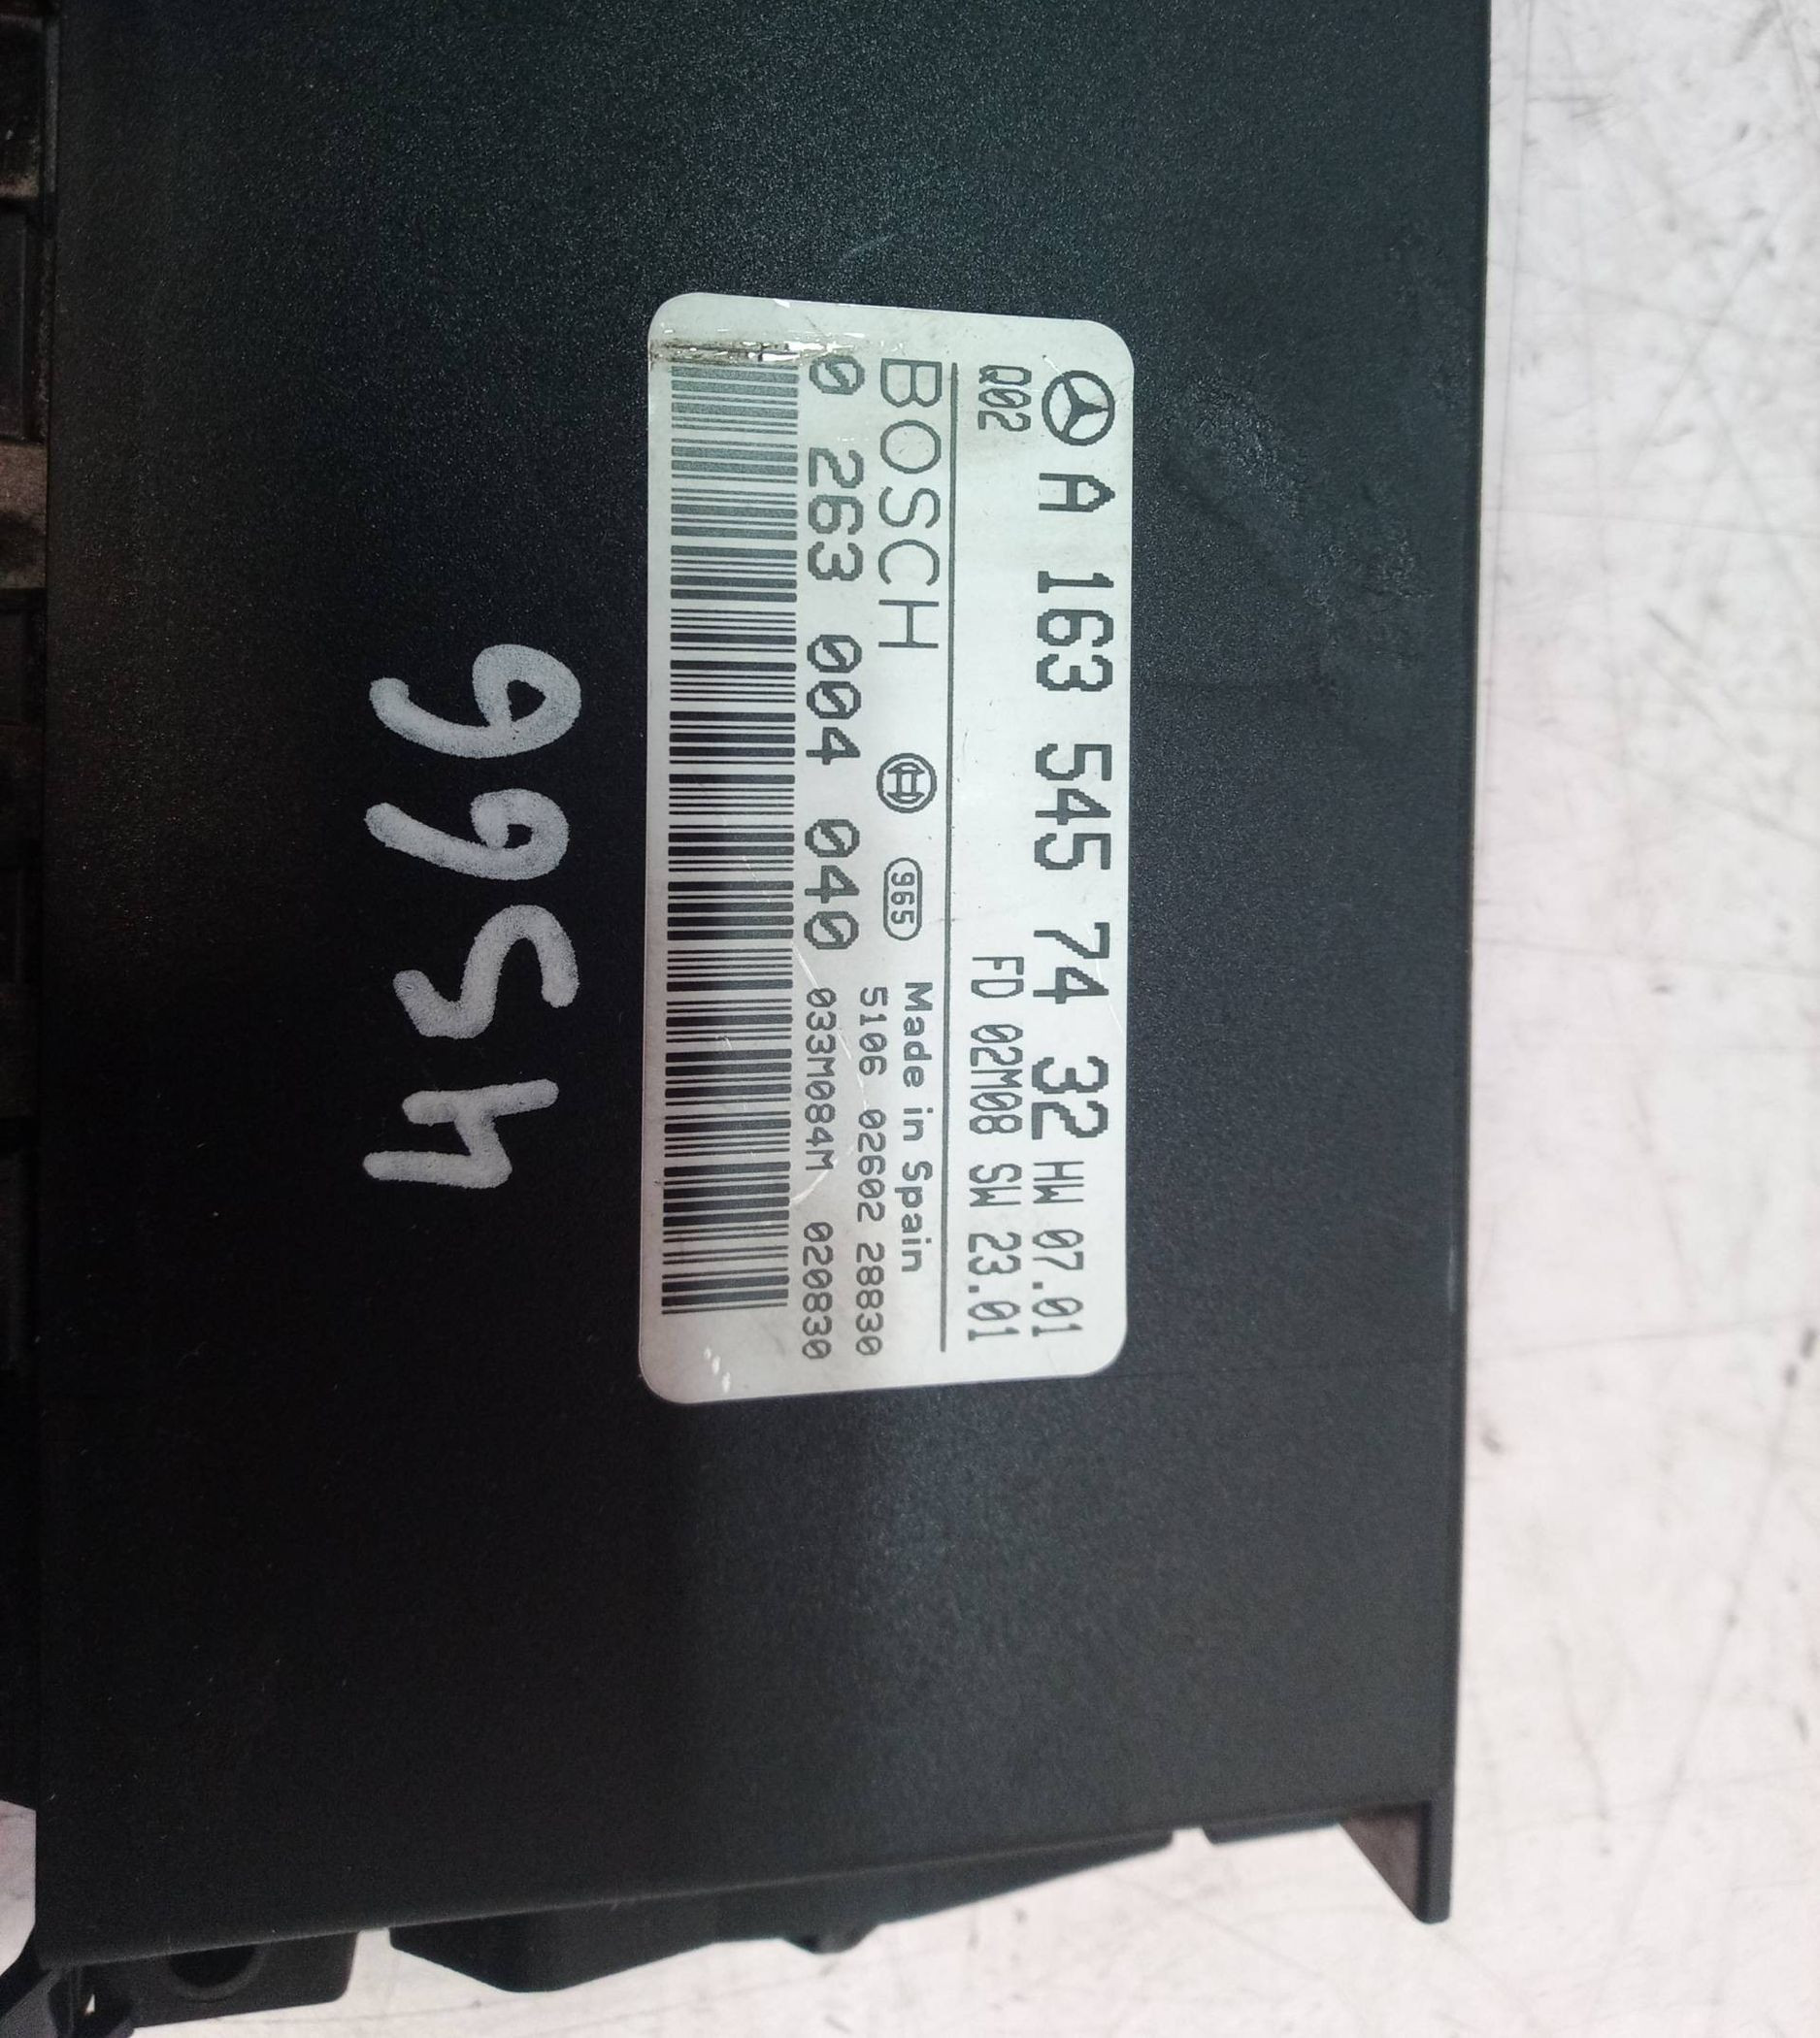 A 163 545 74 32 HW 07.01
Q02 FD 02M08 SW 23.01
BOSCH 965 Made in Spain
5106 02602 28830
0 263 004 040 033M084M 020830
9954